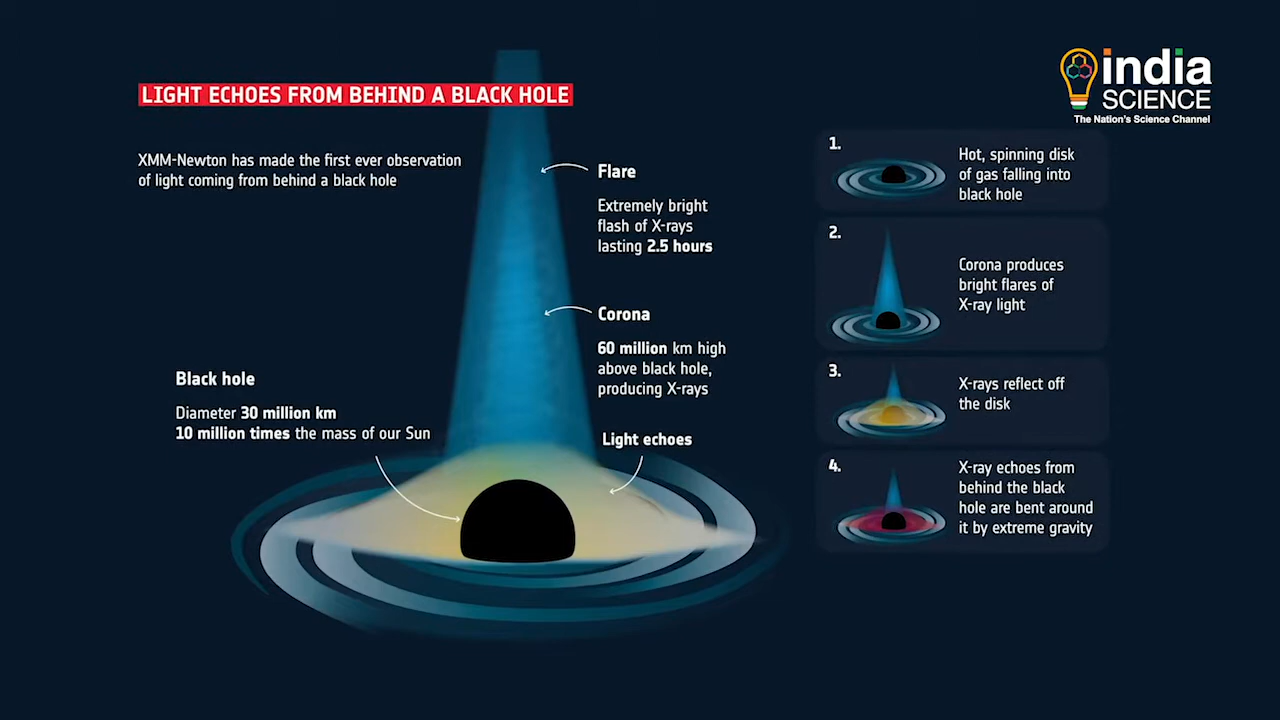 LIGHT ECHOES FROM BEHIND A BLACK HOLE
XMM-Newton has made the first ever observation
of light coming from behind a black hole
Flare
Extremely bright
flash of X-rays
lasting 2.5 hours
Corona
60 million km high
above black hole,
producing X-rays
Black hole
Diameter 30 million km
10 million times the mass of our Sun
Light echoes
india
SCIENCE
The Nation's Science Channel
1.
Hot, spinning disk
of gas falling into
black hole
2.
Corona produces
bright flares of
X-ray light
3.
X-rays reflect off
the disk
4.
X-ray echoes from
behind the black
hole are bent around
it by extreme gravity